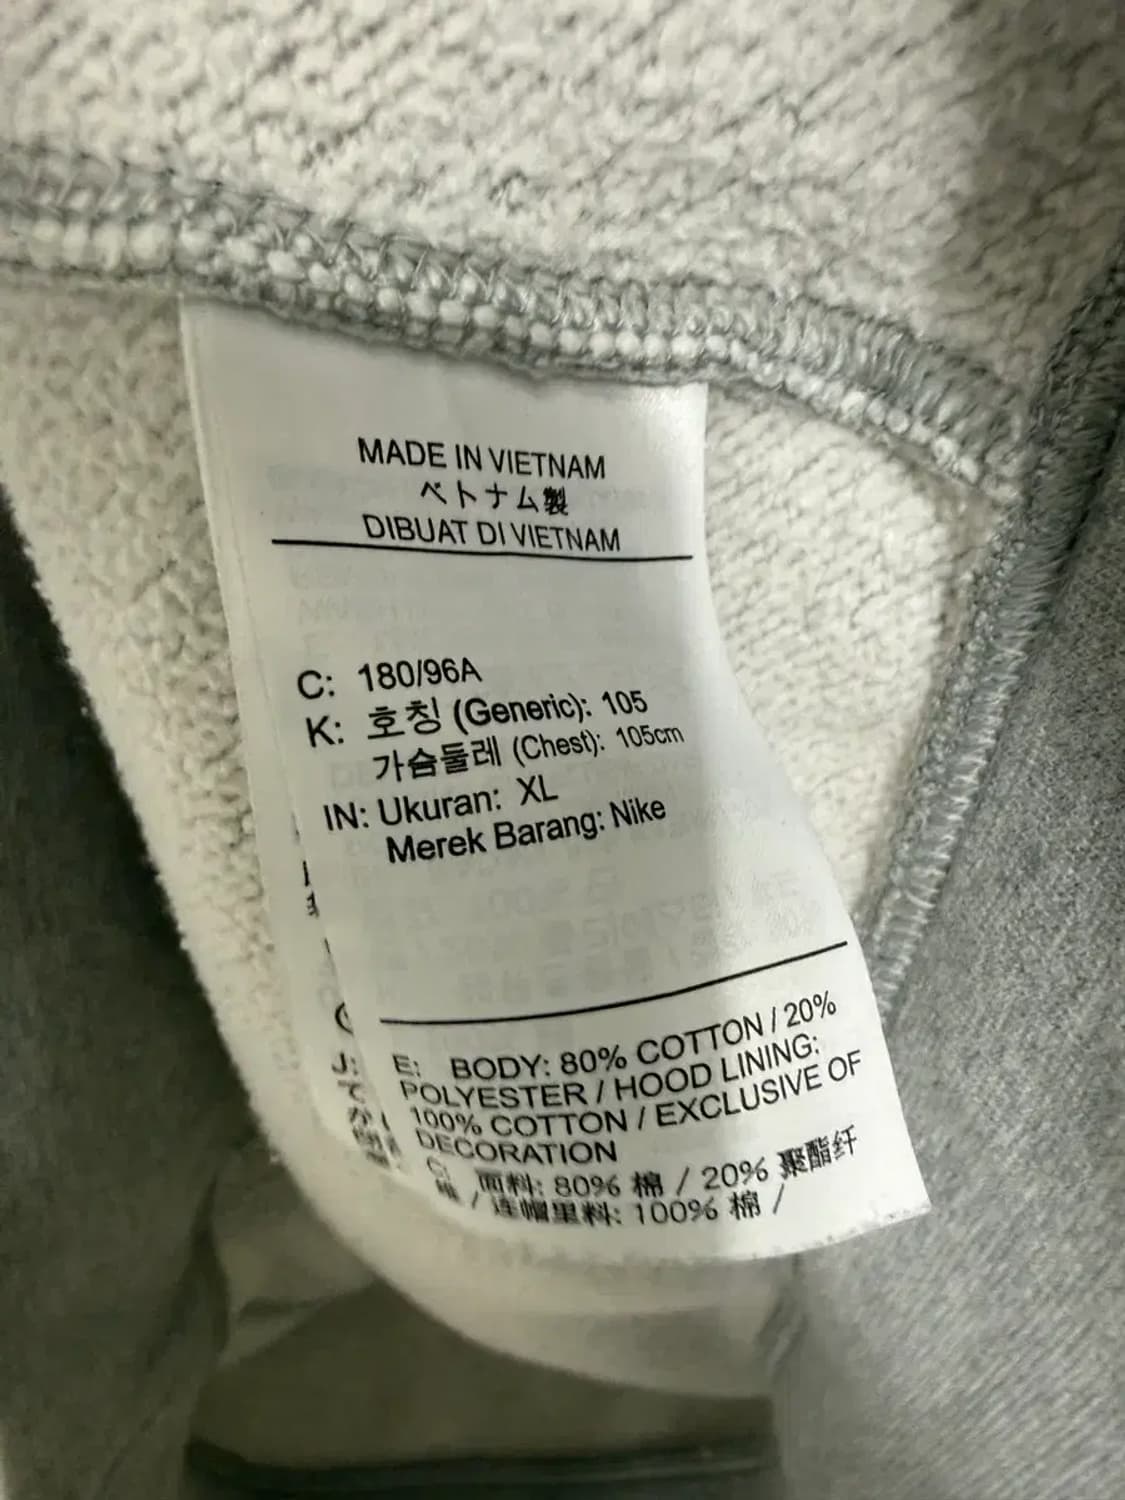 MADE IN VIETNAM
ベトナム製
DIBUAT DI VIETNAM
C: 180/96A
K: 호칭 (Generic): 105
가슴둘레 (Chest): 105cm
IN: Ukuran: XL
Merek Barang: Nike
E: BODY: 80% COTTON / 20%
POLYESTER / HOOD LINING:
100% COTTON / EXCLUSIVE OF
DECORATION
C: 面料: 80% 棉 / 20% 聚酯纤
维 / 连帽里料: 100% 棉 /
J:
て
か